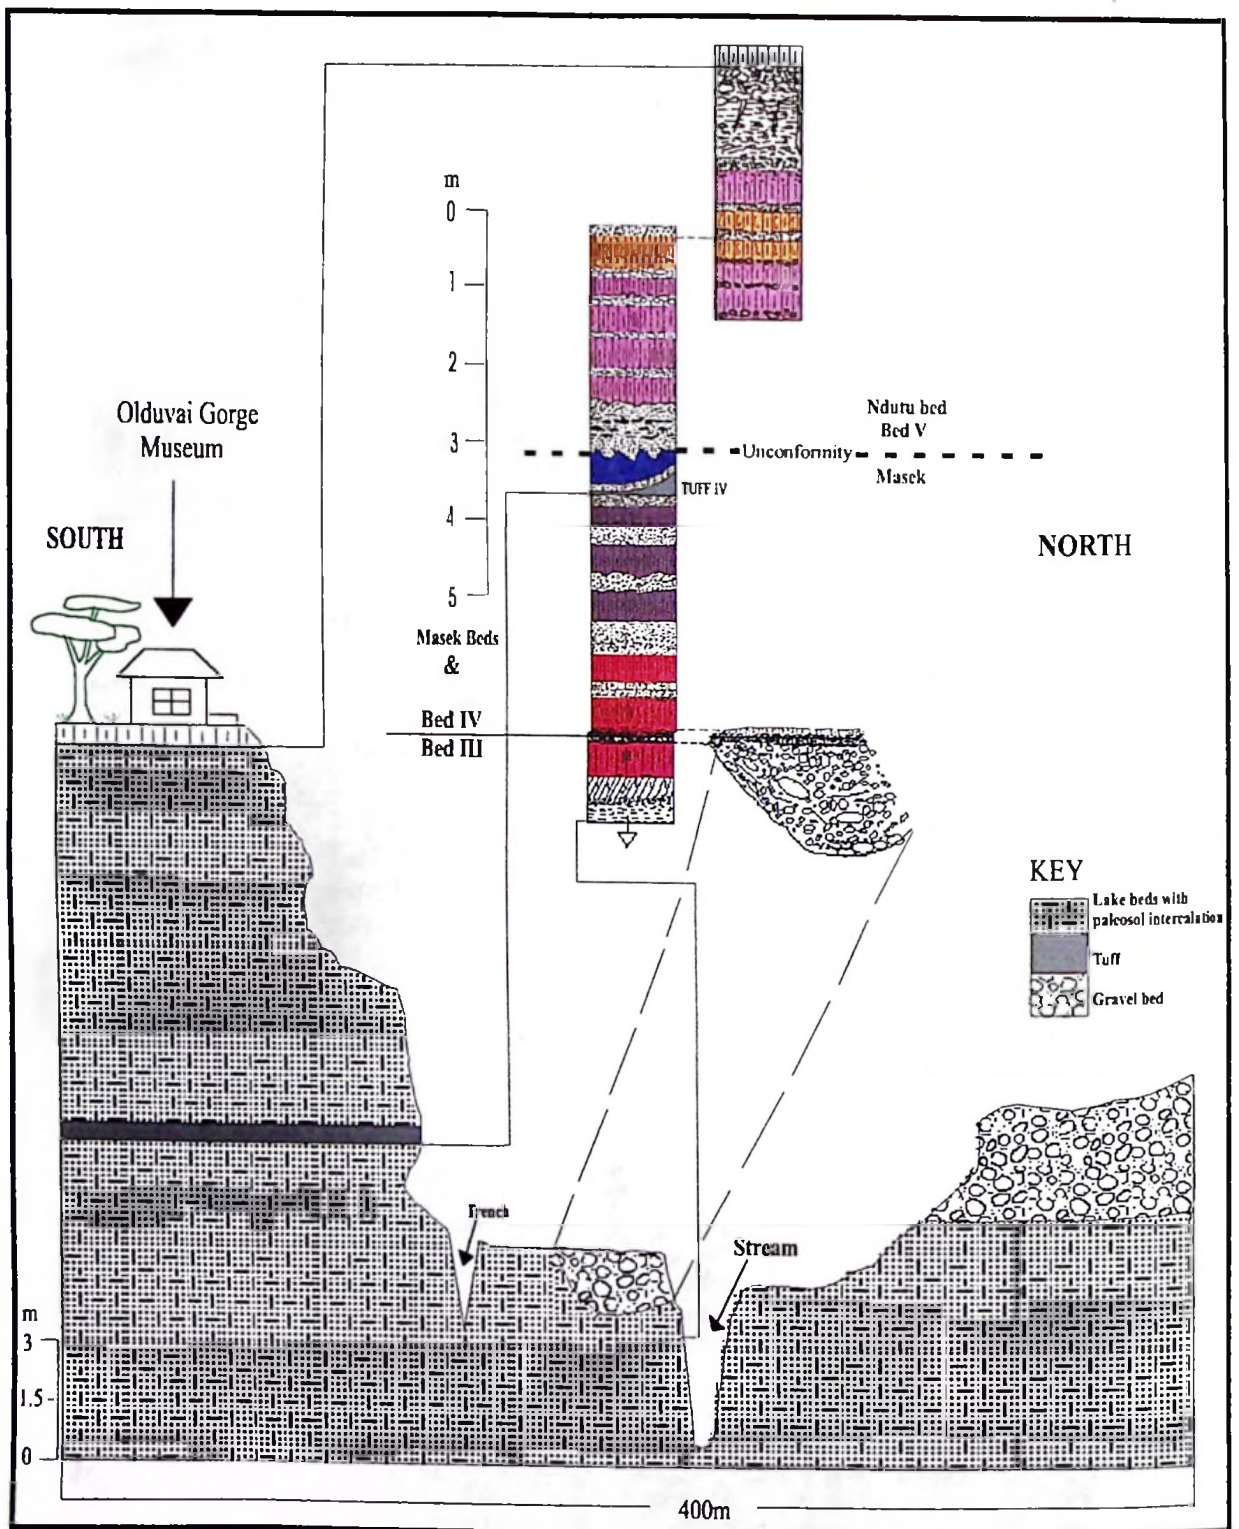 m
0
1
2
3
4
5
Olduvai Gorge
Museum
SOUTH
NORTH
Ndutu bed
Bed V
Unconformity
Masek
TUFF IV
Masek Beds
&
Bed IV
Bed III
KEY
Lake beds with
paleosol intercalation
Tuff
Gravel bed
Trench
Stream
m
3
1.5
0
400m